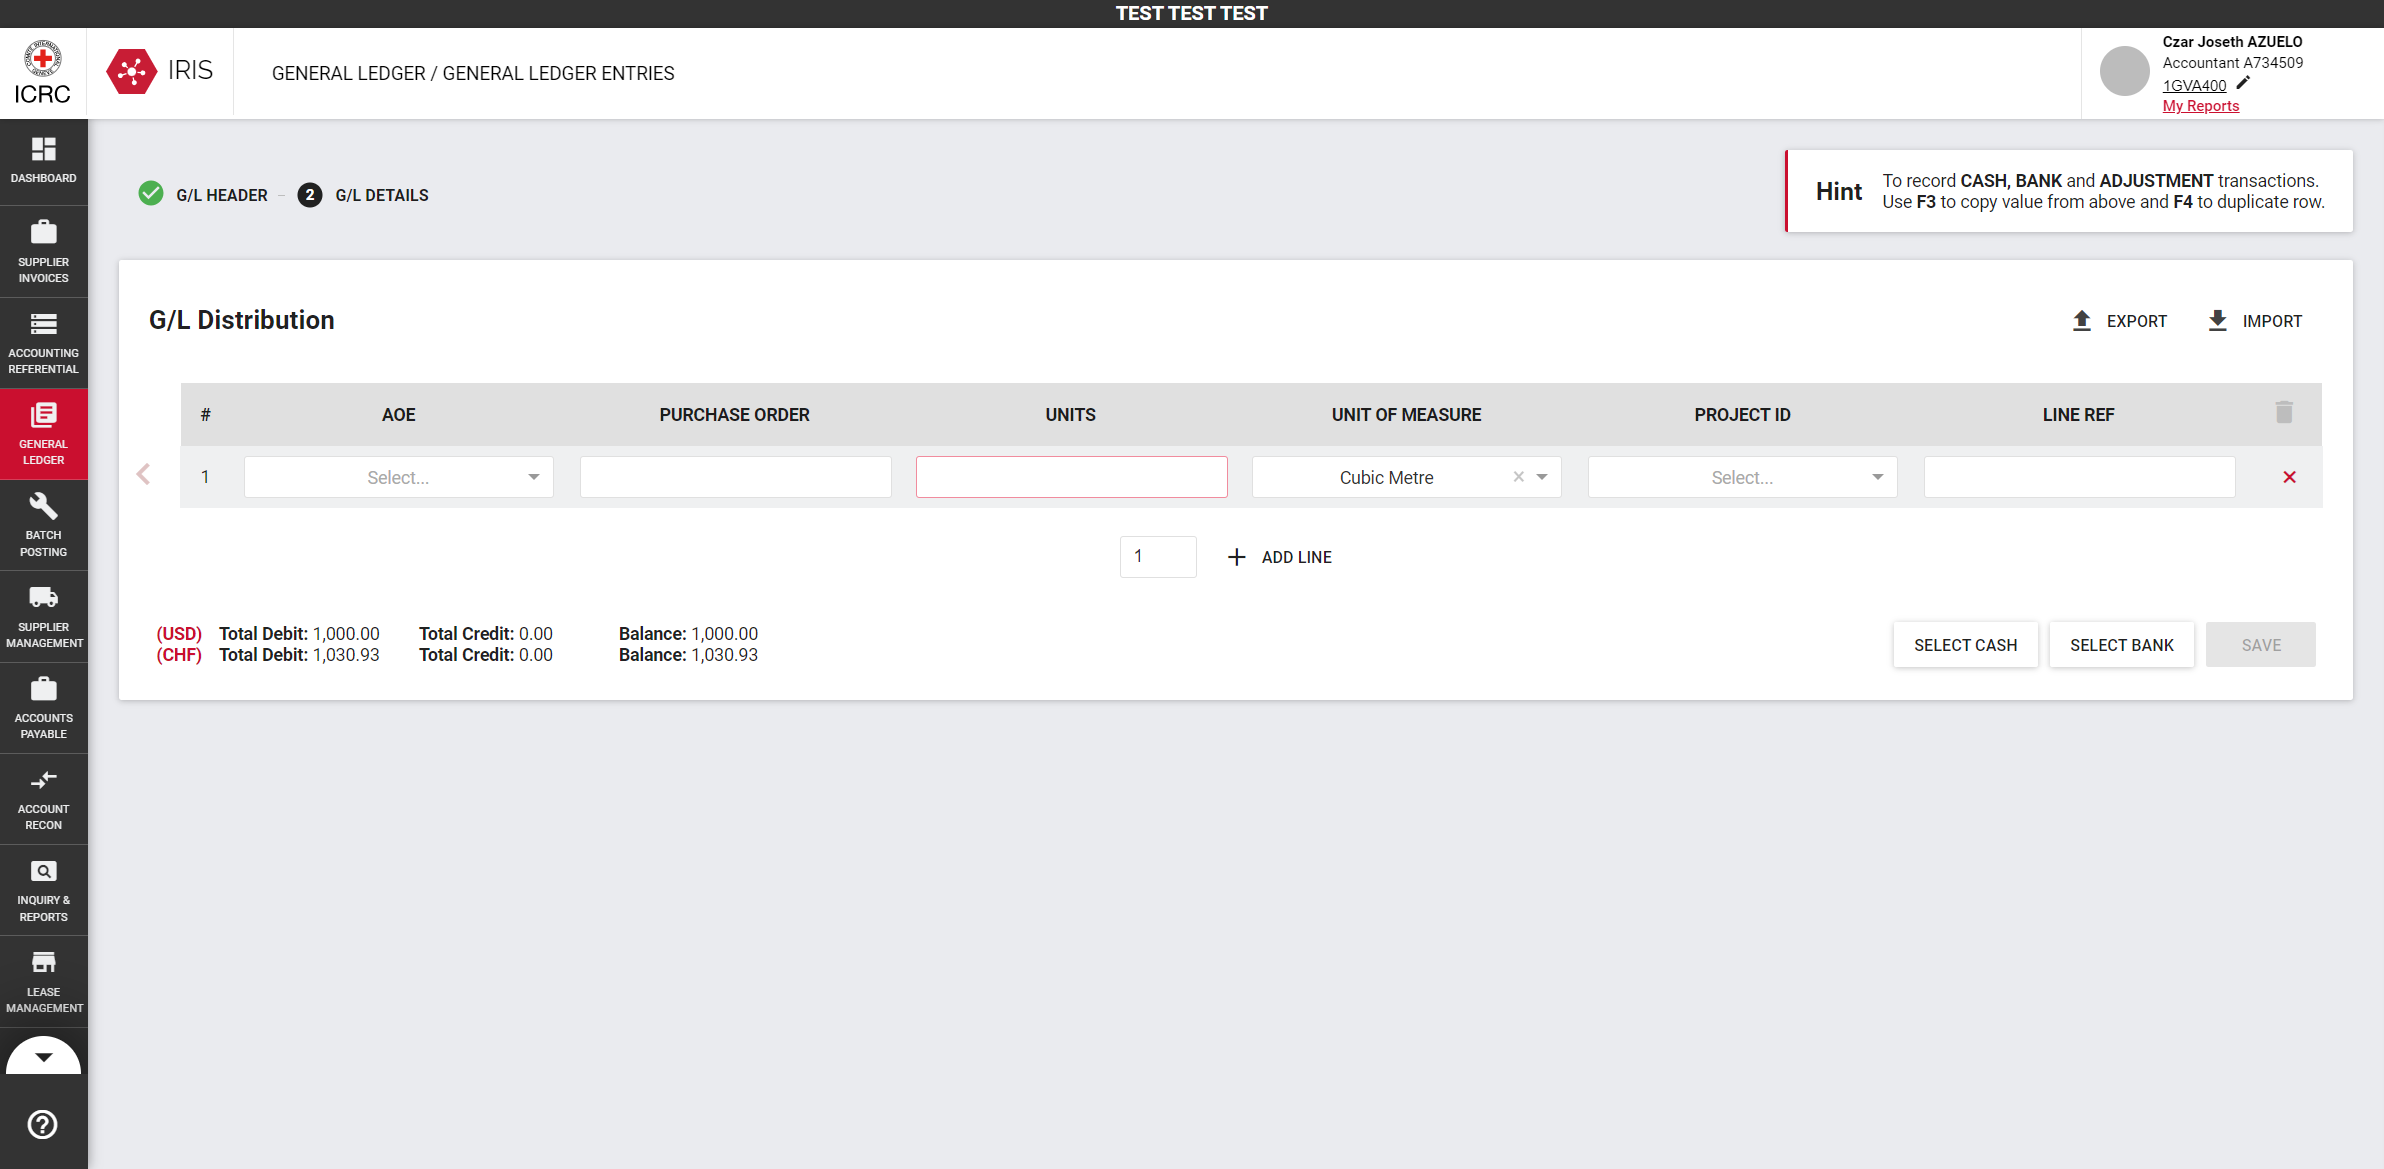 TEST TEST TEST
ICRC
IRIS
GENERAL LEDGER / GENERAL LEDGER ENTRIES
Czar Joseth AZUELO
Accountant A734509
1GVA400
My Reports
DASHBOARD
SUPPLIER
INVOICES
ACCOUNTING
REFERENTIAL
GENERAL
LEDGER
BATCH
POSTING
SUPPLIER
MANAGEMENT
ACCOUNTS
PAYABLE
ACCOUNT
RECON
INQUIRY &
REPORTS
LEASE
MANAGEMENT
G/L HEADER – 2 G/L DETAILS
Hint
To record CASH, BANK and ADJUSTMENT transactions.
Use F3 to copy value from above and F4 to duplicate row.
G/L Distribution
EXPORT IMPORT
# AOE PURCHASE ORDER UNITS UNIT OF MEASURE PROJECT ID LINE REF
1 Select... Cubic Metre Select...
1 ADD LINE
(USD) Total Debit: 1,000.00 Total Credit: 0.00 Balance: 1,000.00
(CHF) Total Debit: 1,030.93 Total Credit: 0.00 Balance: 1,030.93
SELECT CASH SELECT BANK SAVE